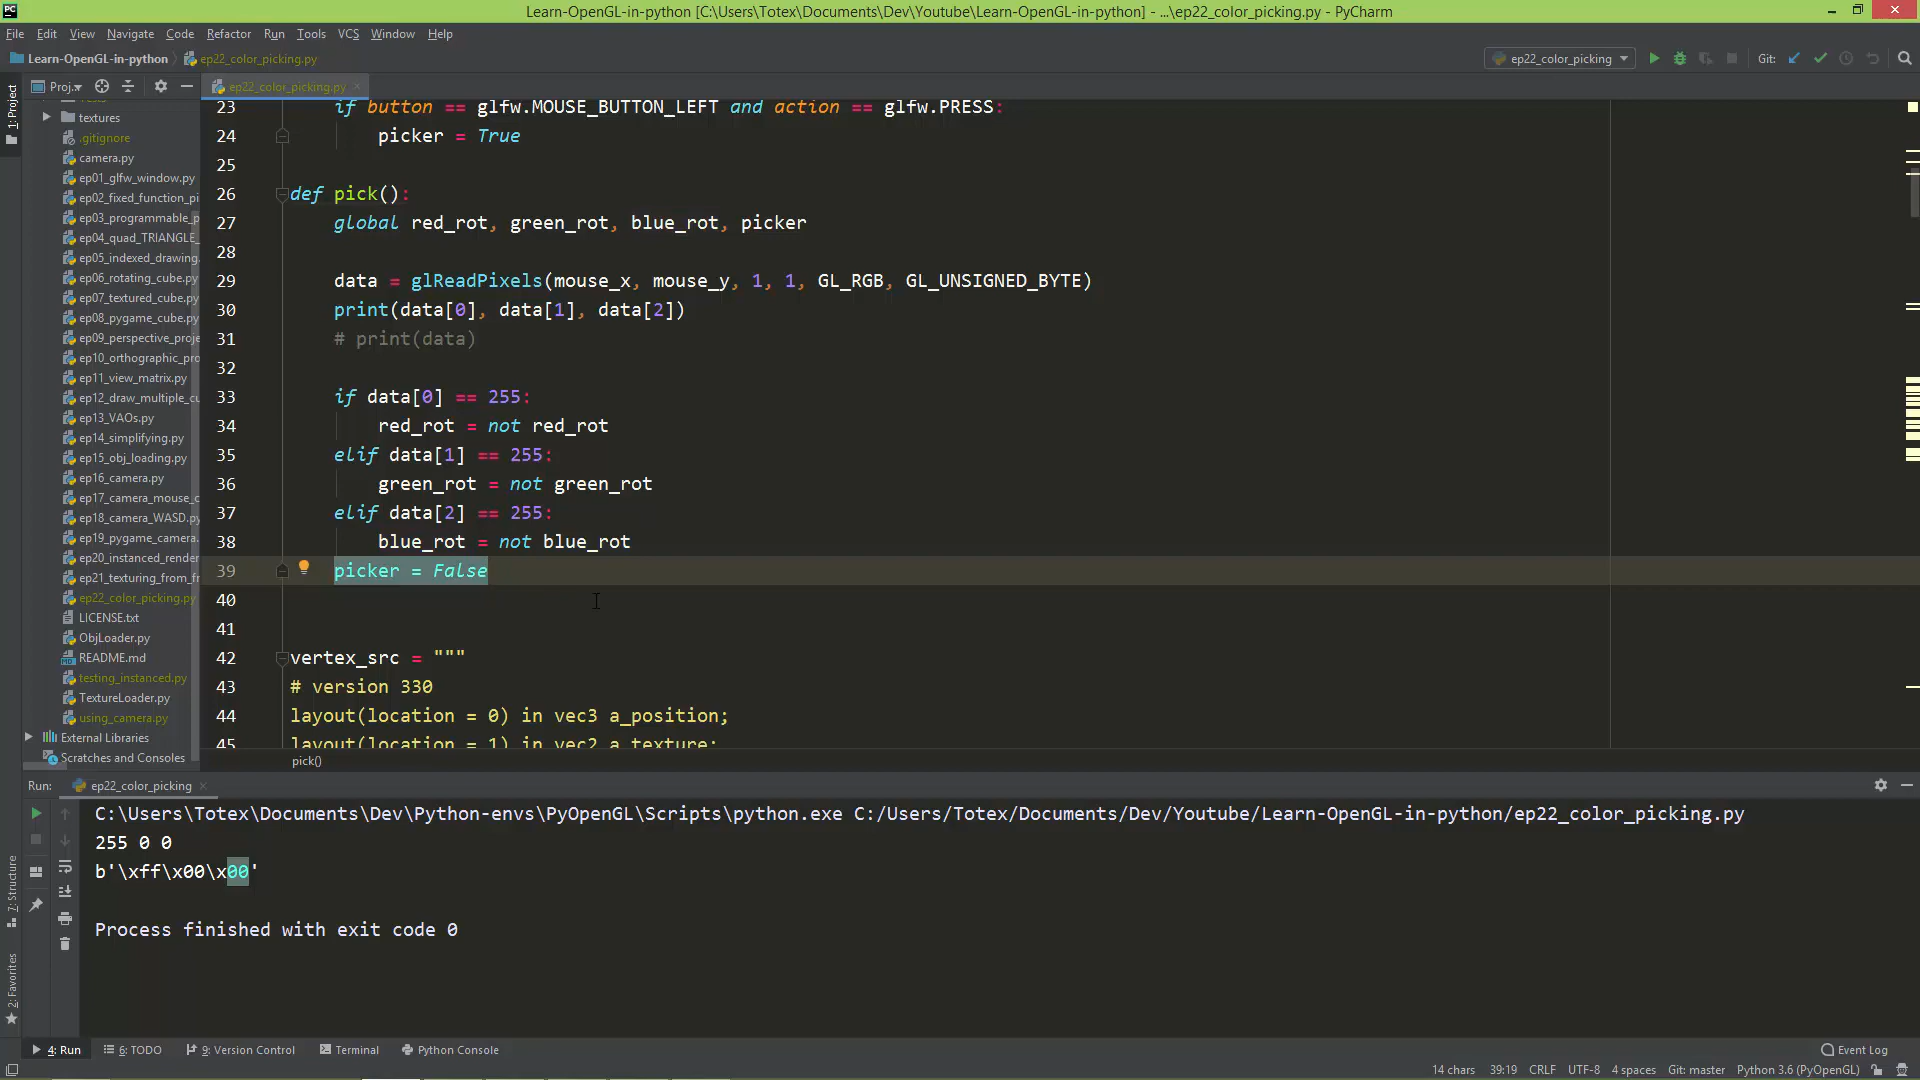 Learn-OpenGL-in-python [C:\Users\Totex\Documents\Dev\Youtube\Learn-OpenGL-in-python] - ...\ep22_color_picking.py - PyCharm
File Edit View Navigate Code Refactor Run Tools VCS Window Help
Learn-OpenGL-in-python ep22_color_picking.py
ep22_color_picking Git:
Proj... ep22_color_picking.py
1: Project
textures
.gitignore
camera.py
ep01_glfw_window.py
ep02_fixed_function_pi
ep03_programmable_p
ep04_quad_TRIANGLE_
ep05_indexed_drawing.
ep06_rotating_cube.py
ep07_textured_cube.py
ep08_pygame_cube.py
ep09_perspective_proje
ep10_orthographic_pro
ep11_view_matrix.py
ep12_draw_multiple_cu
ep13_VAOs.py
ep14_simplifying.py
ep15_obj_loading.py
ep16_camera.py
ep17_camera_mouse_c
ep18_camera_WASD.py
ep19_pygame_camera.
ep20_instanced_render
ep21_texturing_from_fr
ep22_color_picking.py
LICENSE.txt
ObjLoader.py
README.md
testing_instanced.py
TextureLoader.py
using_camera.py
External Libraries
Scratches and Consoles
23 if button == glfw.MOUSE_BUTTON_LEFT and action == glfw.PRESS:
24 picker = True
25
26 def pick():
27 global red_rot, green_rot, blue_rot, picker
28
29 data = glReadPixels(mouse_x, mouse_y, 1, 1, GL_RGB, GL_UNSIGNED_BYTE)
30 print(data[0], data[1], data[2])
31 # print(data)
32
33 if data[0] == 255:
34 red_rot = not red_rot
35 elif data[1] == 255:
36 green_rot = not green_rot
37 elif data[2] == 255:
38 blue_rot = not blue_rot
39 picker = False
40
41
42 vertex_src = """
43 # version 330
44 layout(location = 0) in vec3 a_position;
45 layout(location = 1) in vec2 a_texture;
pick()
Run: ep22_color_picking
C:\Users\Totex\Documents\Dev\Python-envs\PyOpenGL\Scripts\python.exe C:/Users/Totex/Documents/Dev/Youtube/Learn-OpenGL-in-python/ep22_color_picking.py
255 0 0
b'\xff\x00\x00'
Process finished with exit code 0
7: Structure
2: Favorites
4: Run 6: TODO 9: Version Control Terminal Python Console Event Log
14 chars 39:19 CRLF UTF-8 4 spaces Git: master Python 3.6 (PyOpenGL)